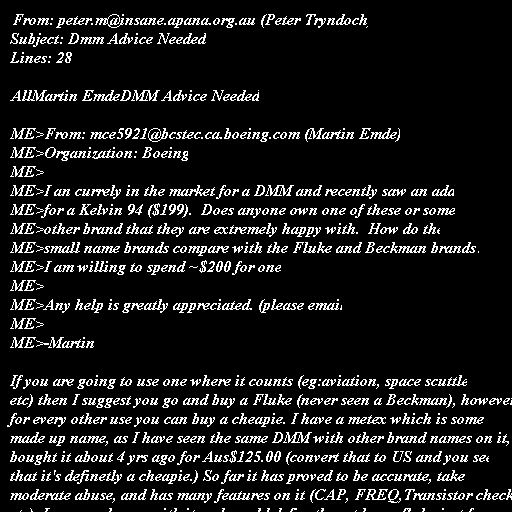 From: peter.m@insane.apana.org.au (Peter Tryndoch)
Subject: Dmm Advice Needed
Lines: 28
AllMartin EmdeDMM Advice Needed
ME>From: mce5921@bcstec.ca.boeing.com (Martin Emde)
ME>Organization: Boeing
ME>
ME>I an currely in the market for a DMM and recently saw an add
ME>for a Kelvin 94 ($199).  Does anyone own one of these or some
ME>other brand that they are extremely happy with.  How do the
ME>small name brands compare with the Fluke and Beckman brands.
ME>I am willing to spend ~$200 for one
ME>
ME>Any help is greatly appreciated. (please email
ME>
ME>-Martin
If you are going to use one where it counts (eg:aviation, space scuttle
etc) then I suggest you go and buy a Fluke (never seen a Beckman), however
for every other use you can buy a cheapie. I have a metex which is some
made up name, as I have seen the same DMM with other brand names on it,
bought it about 4 yrs ago for Aus$125.00 (convert that to US and you see
that it's definetly a cheapie.) So far it has proved to be accurate, take
moderate abuse, and has many features on it (CAP, FREQ,Transistor check